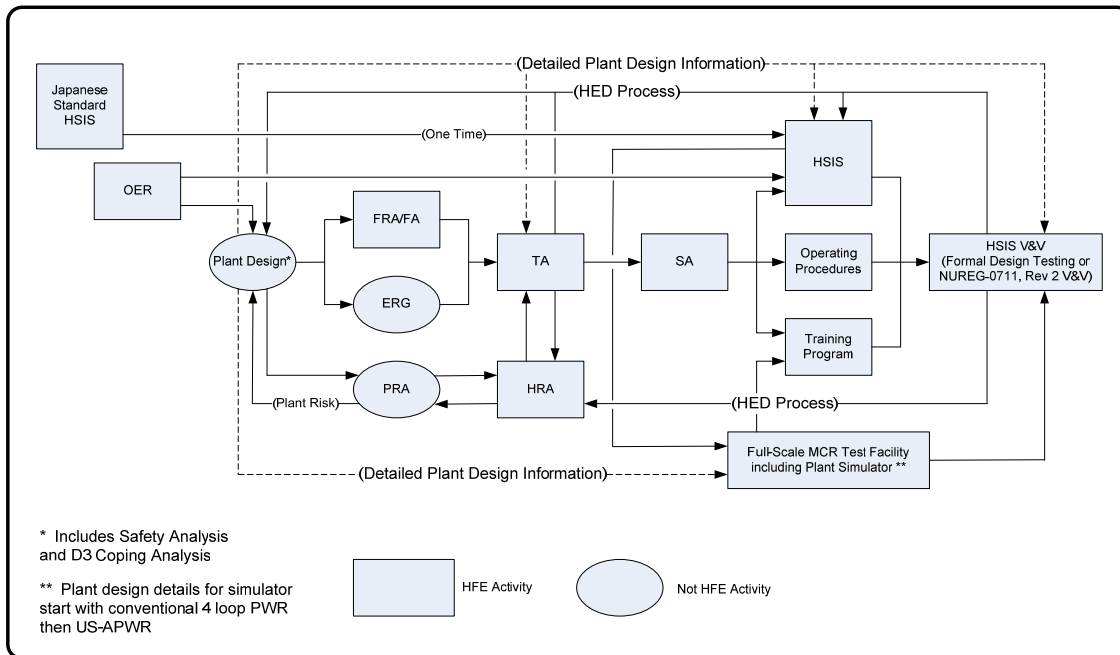 (Detailed Plant Design Information)
Japanese
Standard
HSIS
(HED Process)
(One Time)
HSIS
OER
FRA/FA
Plant Design*
TA
SA
Operating
Procedures
HSIS V&V
(Formal Design Testing or
NUREG-0711, Rev 2 V&V)
ERG
Training
Program
PRA
HRA
(Plant Risk)
(HED Process)
Full-Scale MCR Test Facility
including Plant Simulator **
(Detailed Plant Design Information)
* Includes Safety Analysis
and D3 Coping Analysis
** Plant design details for simulator
start with conventional 4 loop PWR
then US-APWR
HFE Activity
Not HFE Activity